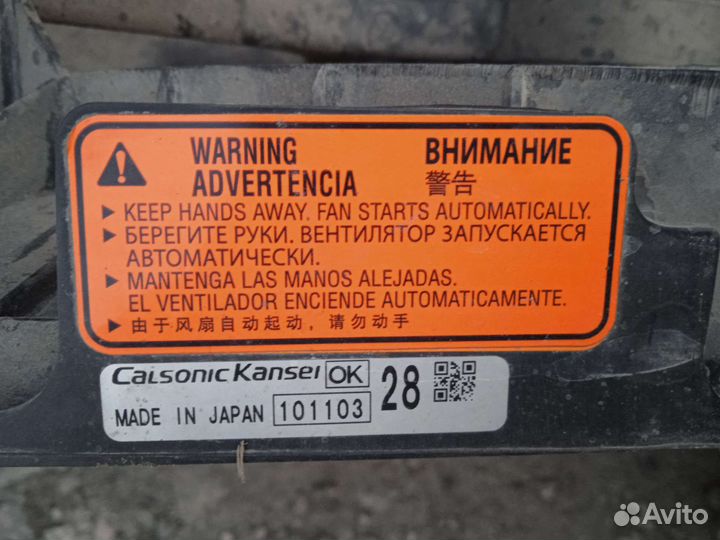 WARNING ВНИМАНИЕ
ADVERTENCIA 警告
▶ KEEP HANDS AWAY. FAN STARTS AUTOMATICALLY.
▶ БЕРЕГИТЕ РУКИ. ВЕНТИЛЯТОР ЗАПУСКАЕТСЯ
АВТОМАТИЧЕСКИ.
▶ MANTENGA LAS MANOS ALEJADAS.
EL VENTILADOR ENCIENDE AUTOMATICAMENTE.
▶ 由于风扇自动起动，请勿动手
CALSONIC KANSEI OK 28
MADE IN JAPAN 101103
Avito